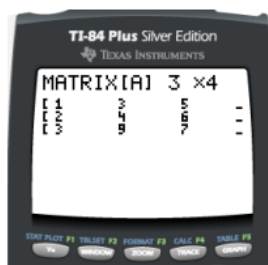 TI-84 Plus Silver Edition
TEXAS INSTRUMENTS
MATRIX[A] 3 ×4
[ 1 3 5 _
[ 2 4 6 _
[ 3 9 7 _
STAT PLOT F1 TBLSET F2 FORMAT F3 CALC F4 TABLE F5
Y= WINDOW ZOOM TRACE GRAPH